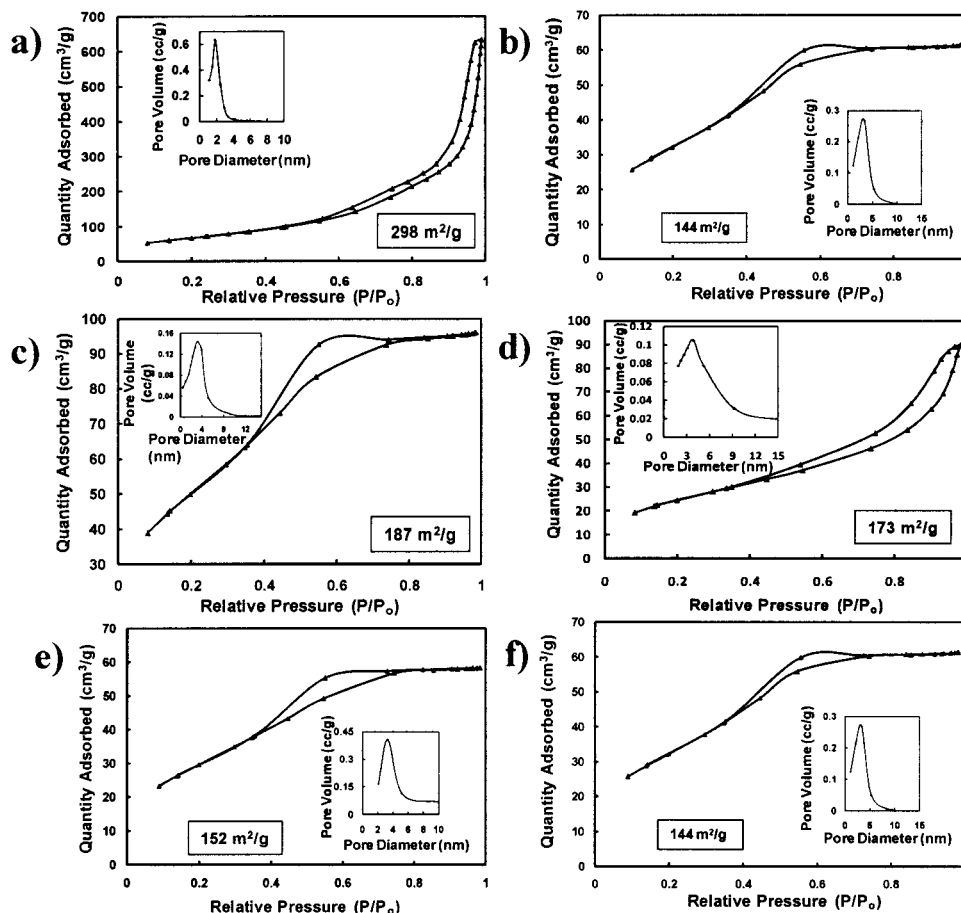 a)
Quantity Adsorbed (cm³/g)
700
600
500
400
300
200
100
0
Pore Volume (cc/g)
0.6
0.4
0.2
0
0 2 4 6 8 10
Pore Diameter (nm)
298 m²/g
0 0.2 0.4 0.6 0.8 1
Relative Pressure (P/Pₒ)
b)
Quantity Adsorbed (cm³/g)
70
60
50
40
30
20
10
0
Pore Volume (cc/g)
0.3
0.2
0.1
0
0 5 10 15
Pore Diameter (nm)
144 m²/g
0 0.2 0.4 0.6 0.8
Relative Pressure (P/Pₒ)
c)
Quantity Adsorbed (cm³/g)
100
90
80
70
60
50
40
30
Pore Volume
(cc/g)
0.16
0.12
0.08
0.04
0
0 4 8 12
Pore Diameter
(nm)
187 m²/g
0 0.2 0.4 0.6 0.8 1
Relative Pressure (P/Pₒ)
d)
Quantity Adsorbed (cm³/g)
100
90
80
70
60
50
40
30
20
10
0
Pore Volume (cc/g)
0.12
0.1
0.08
0.06
0.04
0.02
0
0 3 6 9 12 15
Pore Diameter (nm)
173 m²/g
0 0.2 0.4 0.6 0.8 1
Relative Pressure (P/Pₒ)
e)
Quantity Adsorbed (cm³/g)
70
60
50
40
30
20
10
0
Pore Volume (cc/g)
0.45
0.3
0.15
0
0 2 4 6 8 10
Pore Diameter (nm)
152 m²/g
0 0.2 0.4 0.6 0.8 1
Relative Pressure (P/Pₒ)
f)
Quantity Adsorbed (cm³/g)
70
60
50
40
30
20
10
0
Pore Volume (cc/g)
0.3
0.2
0.1
0
0 5 10 15
Pore Diameter (nm)
144 m²/g
0 0.2 0.4 0.6 0.8
Relative Pressure (P/Pₒ)